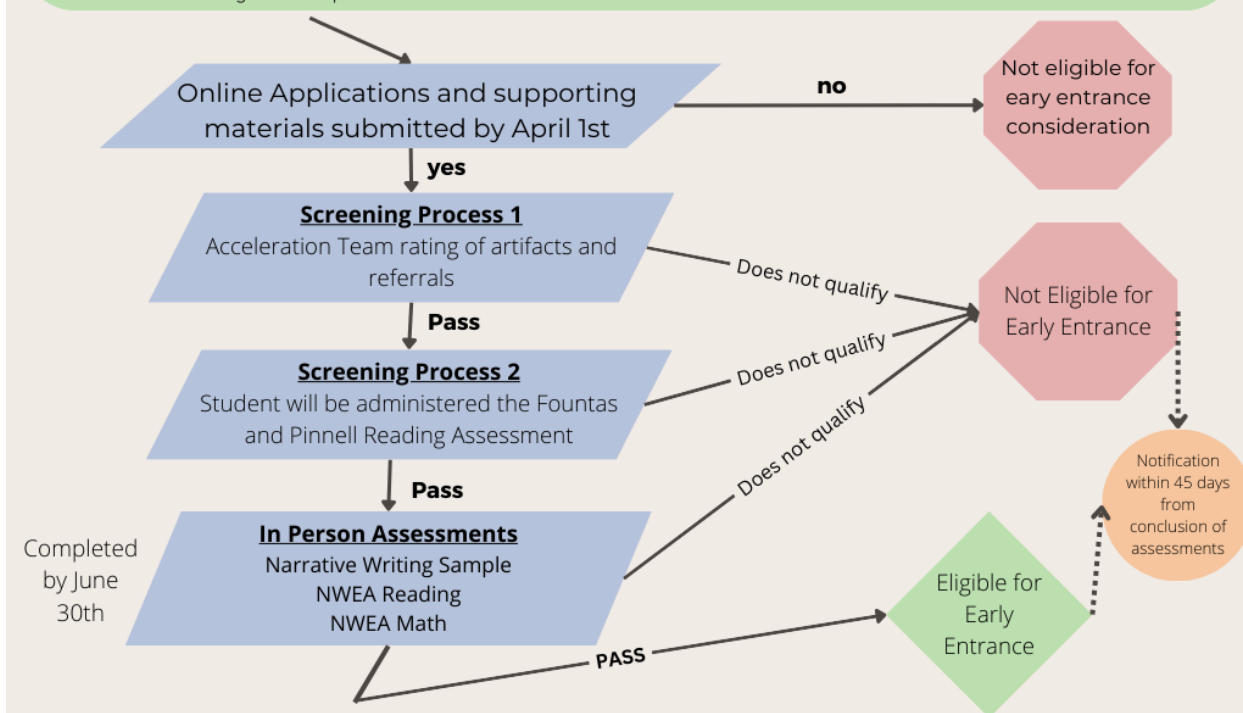 Online Applications and supporting
materials submitted by April 1st
no
Not eligible for
eary entrance
consideration
yes
Screening Process 1
Acceleration Team rating of artifacts and
referrals
Does not qualify
Not Eligible for
Early Entrance
Pass
Screening Process 2
Student will be administered the Fountas
and Pinnell Reading Assessment
Does not qualify
Pass
Does not qualify
In Person Assessments
Narrative Writing Sample
NWEA Reading
NWEA Math
Completed
by June
30th
PASS
Eligible for
Early
Entrance
Notification
within 45 days
from
conclusion of
assessments